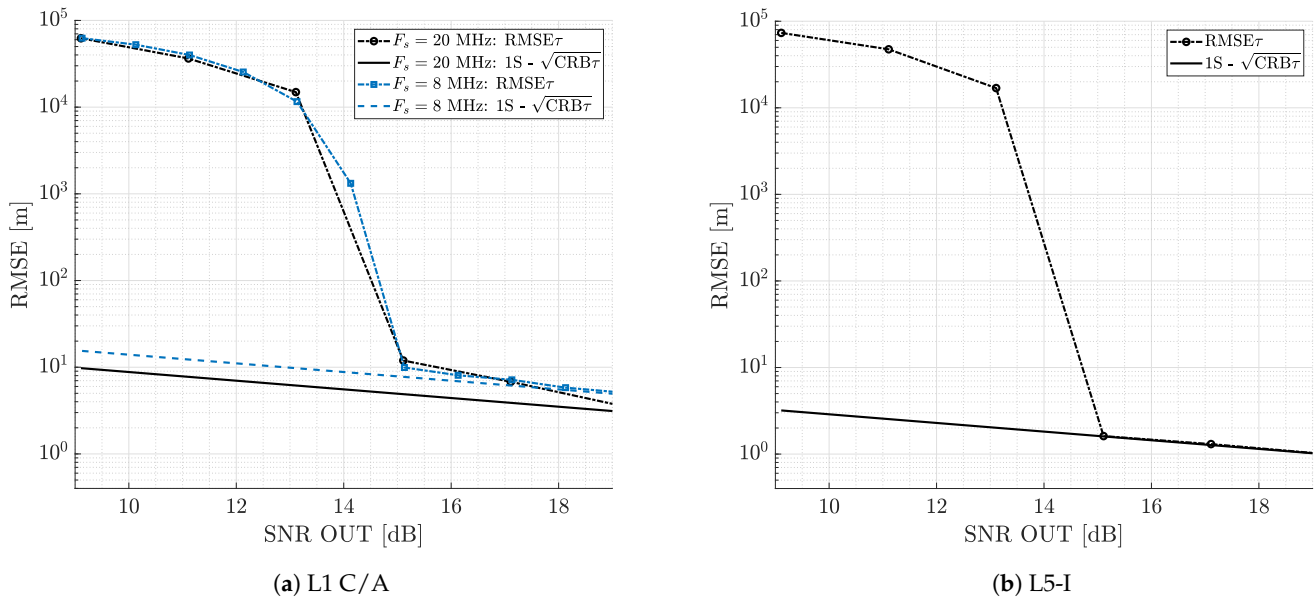 10^5
10^4
10^3
10^2
10^1
10^0
RMSE [m]
10 12 14 16 18
SNR OUT [dB]
F_s = 20 MHz: RMSEτ
F_s = 20 MHz: 1S - √CRBτ
F_s = 8 MHz: RMSEτ
F_s = 8 MHz: 1S - √CRBτ
(a) L1 C/A
10^5
10^4
10^3
10^2
10^1
10^0
RMSE [m]
10 12 14 16 18
SNR OUT [dB]
RMSEτ
1S - √CRBτ
(b) L5-I